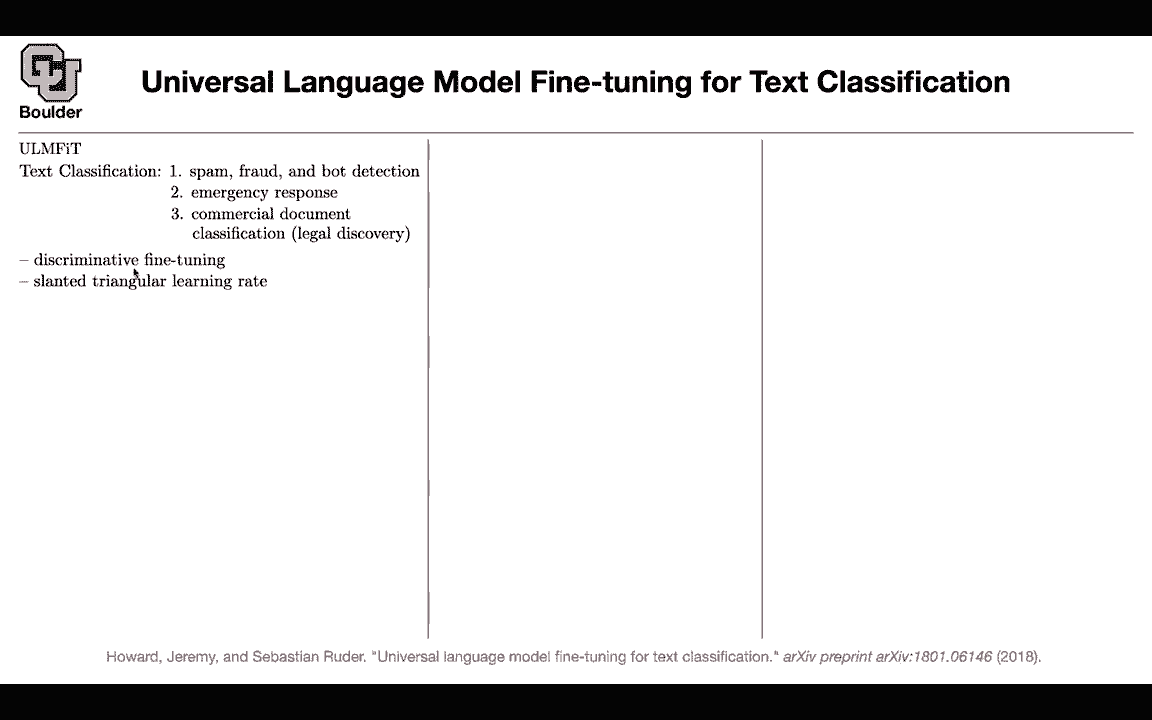 CU
Boulder
Universal Language Model Fine-tuning for Text Classification
ULMFiT
Text Classification: 1. spam, fraud, and bot detection
2. emergency response
3. commercial document
classification (legal discovery)
– discriminative fine-tuning
– slanted triangular learning rate
Howard, Jeremy, and Sebastian Ruder. "Universal language model fine-tuning for text classification." arXiv preprint arXiv:1801.06146 (2018).